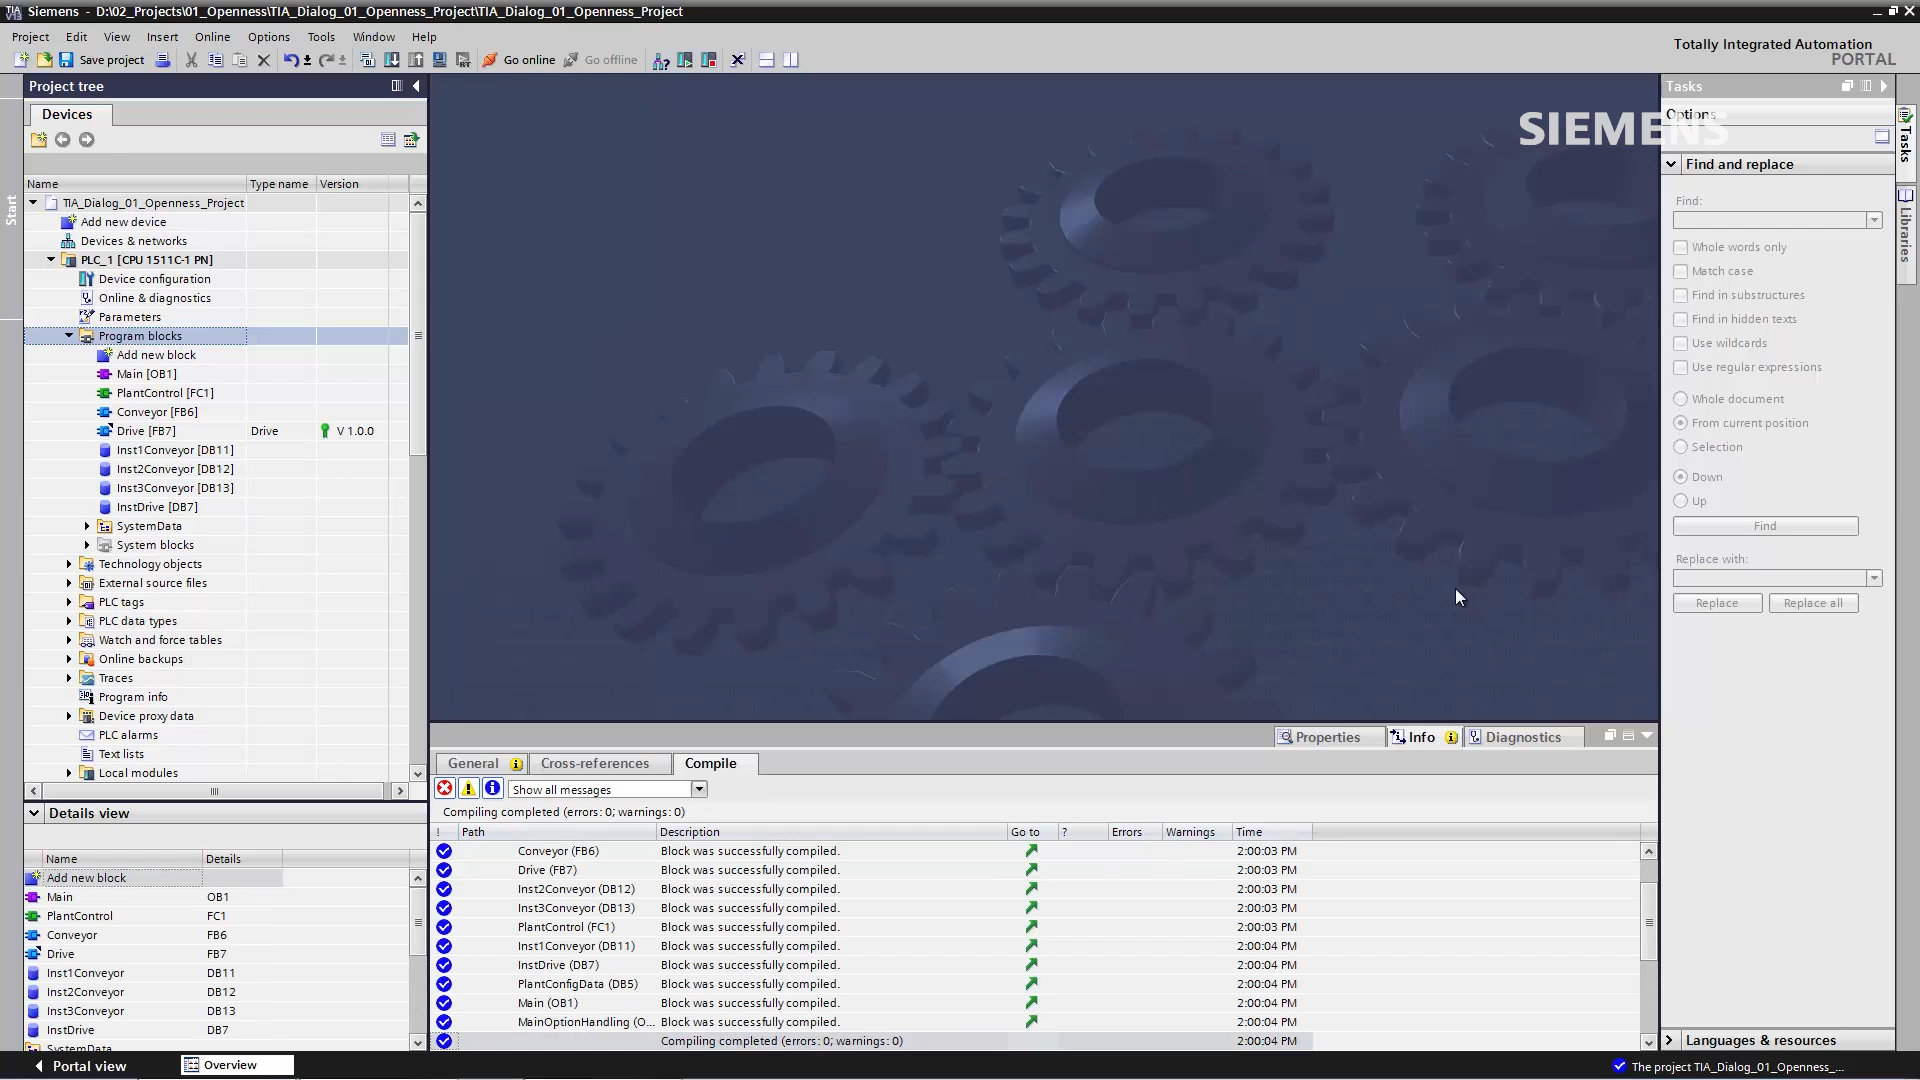 Siemens - D:\02_Projects\01_Openness\TIA_Dialog_01_Openness_Project\TIA_Dialog_01_Openness_Project
Project Edit View Insert Online Options Tools Window Help
Totally Integrated Automation
PORTAL
Save project Go online Go offline
Project tree
Devices
Start
Name Type name Version
TIA_Dialog_01_Openness_Project
Add new device
Devices & networks
PLC_1 [CPU 1511C-1 PN]
Device configuration
Online & diagnostics
Parameters
Program blocks
Add new block
Main [OB1]
PlantControl [FC1]
Conveyor [FB6]
Drive [FB7] Drive V 1.0.0
Inst1Conveyor [DB11]
Inst2Conveyor [DB12]
Inst3Conveyor [DB13]
InstDrive [DB7]
SystemData
System blocks
Technology objects
External source files
PLC tags
PLC data types
Watch and force tables
Online backups
Traces
Program info
Device proxy data
PLC alarms
Text lists
Local modules
Details view
Name Details
Add new block
Main OB1
PlantControl FC1
Conveyor FB6
Drive FB7
Inst1Conveyor DB11
Inst2Conveyor DB12
Inst3Conveyor DB13
InstDrive DB7
SystemData
SIEMENS
Properties Info Diagnostics
General Cross-references Compile
Show all messages
Compiling completed (errors: 0; warnings: 0)
! Path Description Go to ? Errors Warnings Time
Conveyor (FB6) Block was successfully compiled. 2:00:03 PM
Drive (FB7) Block was successfully compiled. 2:00:03 PM
Inst2Conveyor (DB12) Block was successfully compiled. 2:00:03 PM
Inst3Conveyor (DB13) Block was successfully compiled. 2:00:03 PM
PlantControl (FC1) Block was successfully compiled. 2:00:03 PM
Inst1Conveyor (DB11) Block was successfully compiled. 2:00:04 PM
InstDrive (DB7) Block was successfully compiled. 2:00:04 PM
PlantConfigData (DB5) Block was successfully compiled. 2:00:04 PM
Main (OB1) Block was successfully compiled. 2:00:04 PM
MainOptionHandling (O... Block was successfully compiled. 2:00:04 PM
Compiling completed (errors: 0; warnings: 0) 2:00:04 PM
Tasks
Options
Find and replace
Find:
Whole words only
Match case
Find in substructures
Find in hidden texts
Use wildcards
Use regular expressions
Whole document
From current position
Selection
Down
Up
Find
Replace with:
Replace Replace all
Languages & resources
Tasks
Libraries
Portal view Overview
The project TIA_Dialog_01_Openness_...